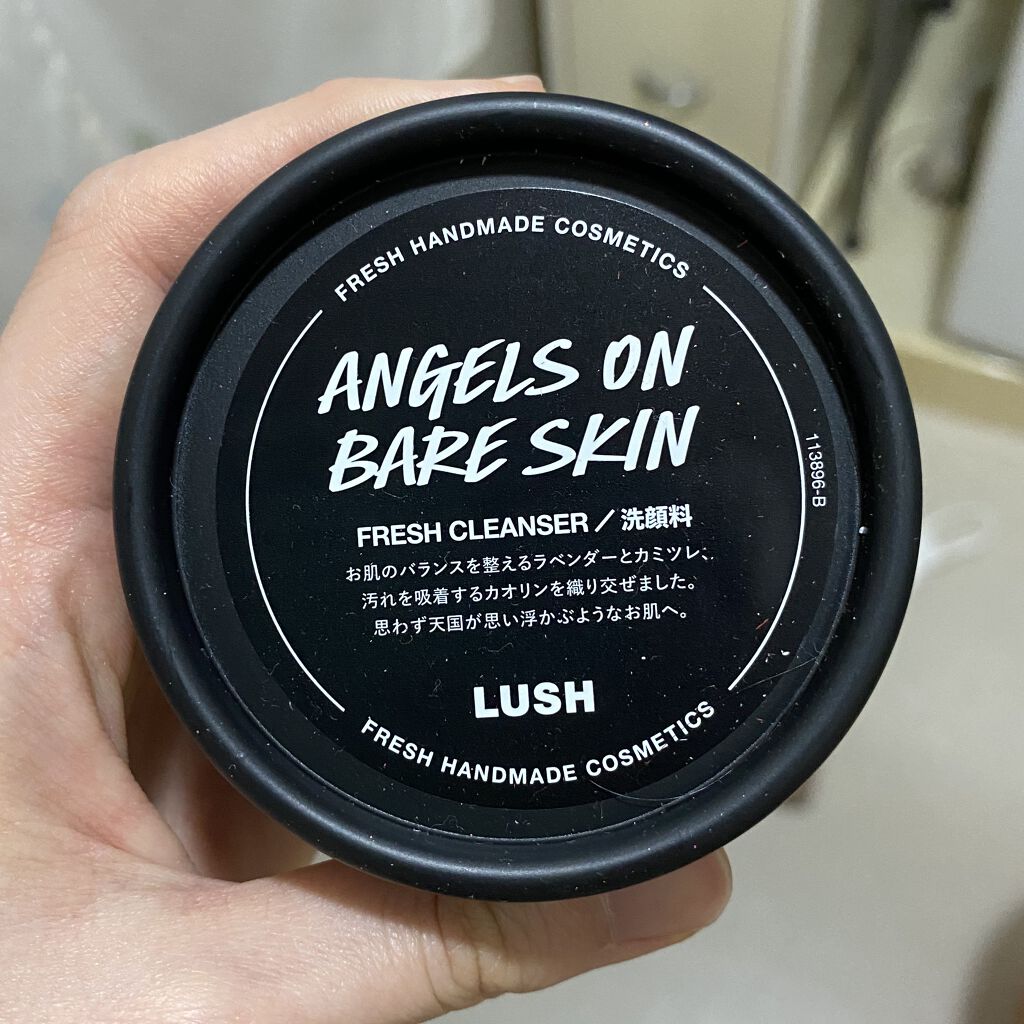 FRESH HANDMADE COSMETICS
ANGELS ON
BARE SKIN
FRESH CLEANSER / 洗顔料
お肌のバランスを整えるラベンダーとカミツレ、
汚れを吸着するカオリンを織り交ぜました。
思わず天国が思い浮かぶようなお肌へ。
LUSH
FRESH HANDMADE COSMETICS
113896-B